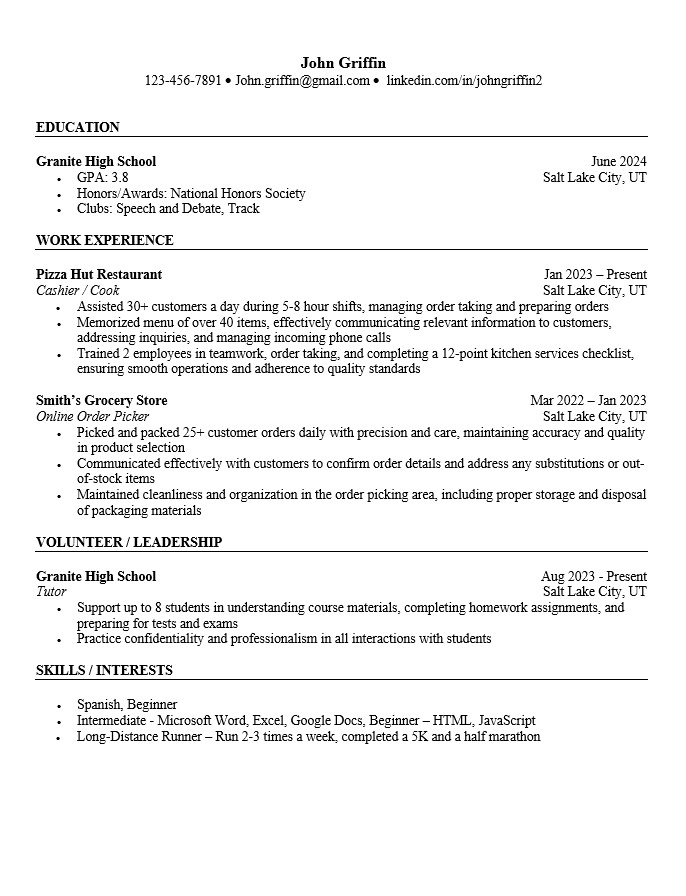 John Griffin
123-456-7891 • John.griffin@gmail.com • linkedin.com/in/johngriffin2
EDUCATION
Granite High School June 2024
• GPA: 3.8 Salt Lake City, UT
• Honors/Awards: National Honors Society
• Clubs: Speech and Debate, Track
WORK EXPERIENCE
Pizza Hut Restaurant Jan 2023 – Present
Cashier / Cook Salt Lake City, UT
• Assisted 30+ customers a day during 5-8 hour shifts, managing order taking and preparing orders
• Memorized menu of over 40 items, effectively communicating relevant information to customers,
addressing inquiries, and managing incoming phone calls
• Trained 2 employees in teamwork, order taking, and completing a 12-point kitchen services checklist,
ensuring smooth operations and adherence to quality standards
Smith's Grocery Store Mar 2022 – Jan 2023
Online Order Picker Salt Lake City, UT
• Picked and packed 25+ customer orders daily with precision and care, maintaining accuracy and quality
in product selection
• Communicated effectively with customers to confirm order details and address any substitutions or out-
of-stock items
• Maintained cleanliness and organization in the order picking area, including proper storage and disposal
of packaging materials
VOLUNTEER / LEADERSHIP
Granite High School Aug 2023 - Present
Tutor Salt Lake City, UT
• Support up to 8 students in understanding course materials, completing homework assignments, and
preparing for tests and exams
• Practice confidentiality and professionalism in all interactions with students
SKILLS / INTERESTS
• Spanish, Beginner
• Intermediate - Microsoft Word, Excel, Google Docs, Beginner – HTML, JavaScript
• Long-Distance Runner – Run 2-3 times a week, completed a 5K and a half marathon